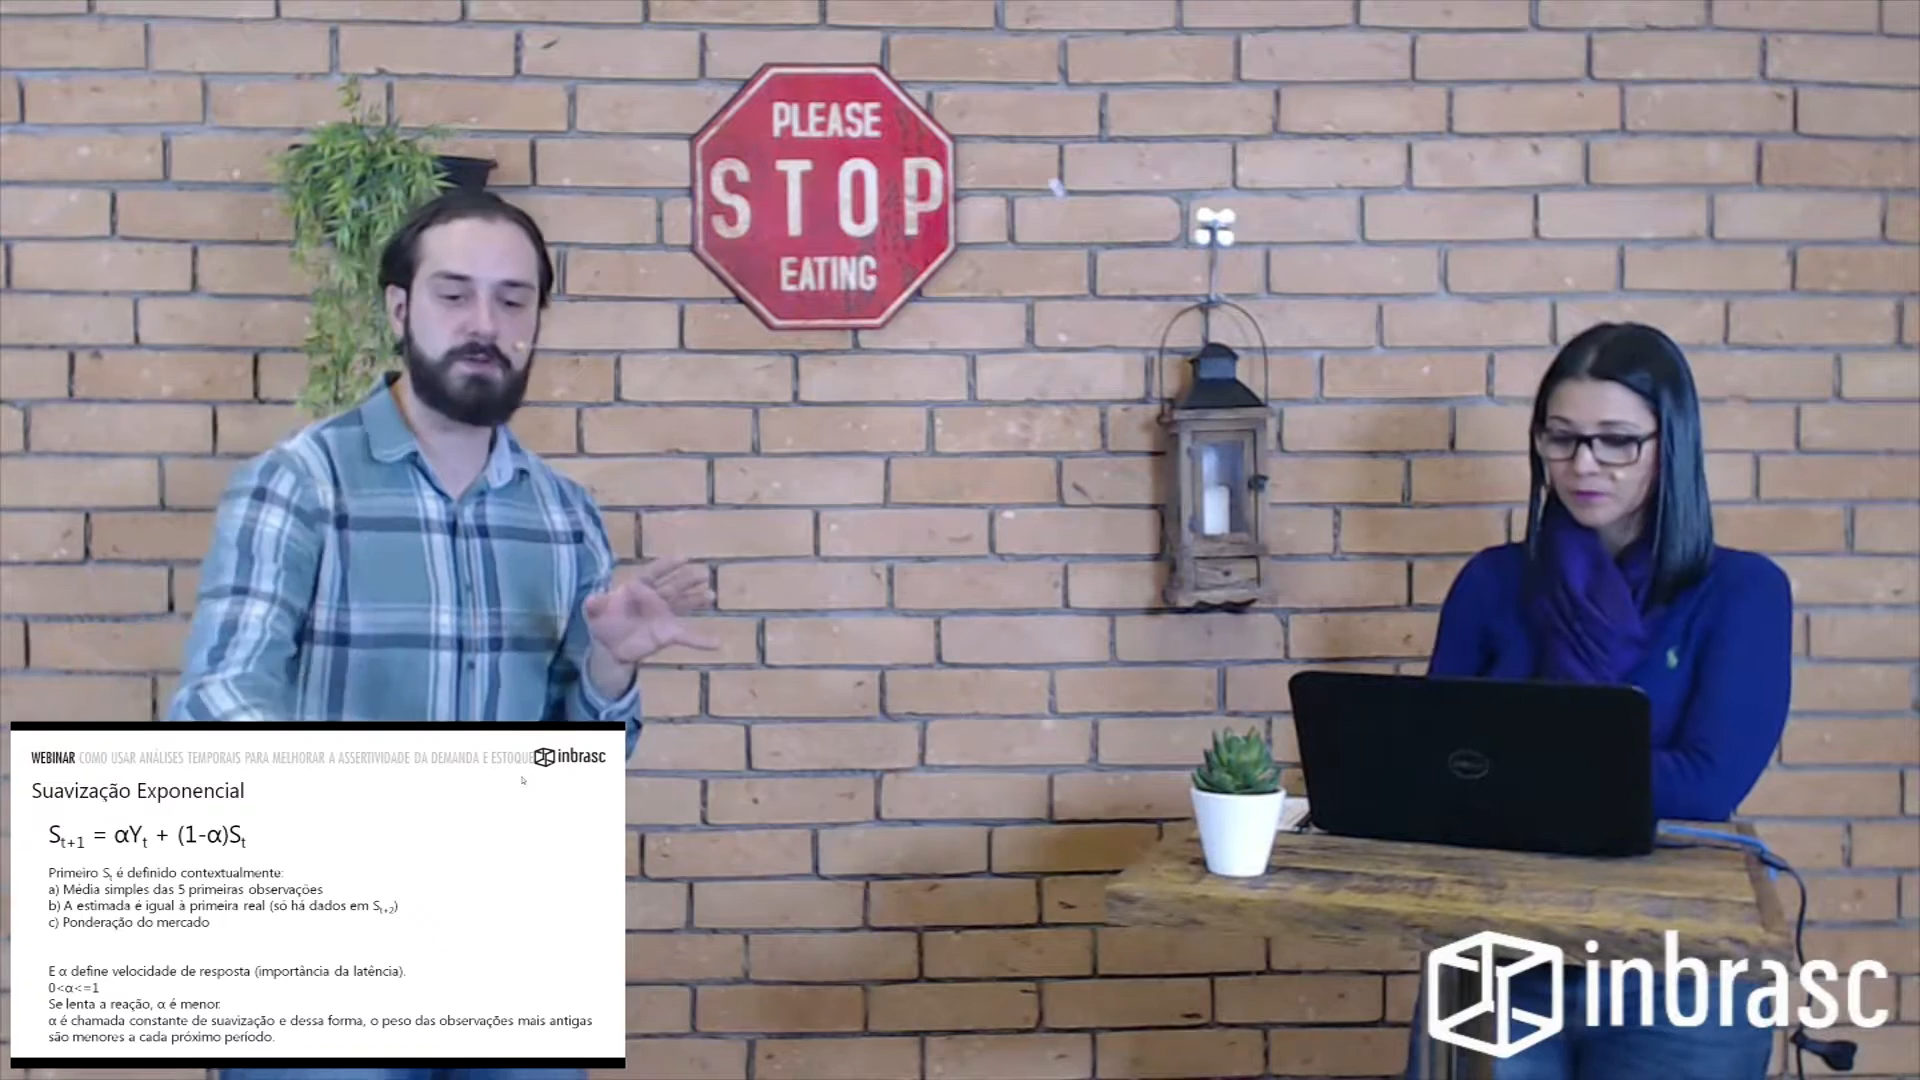 PLEASE
STOP
EATING
WEBINAR COMO USAR ANÁLISES TEMPORAIS PARA MELHORAR A ASSERTIVIDADE DA DEMANDA E ESTOQUE
inbrasc
Suavização Exponencial
Sₜ₊₁ = αYₜ + (1-α)Sₜ
Primeiro Sₜ é definido contextualmente:
a) Média simples das 5 primeiras observações
b) A estimada é igual à primeira real (só há dados em Sₜ₊₂)
c) Ponderação do mercado
E α define velocidade de resposta (importância da latência).
0<α<=1
Se lenta a reação, α é menor.
α é chamada constante de suavização e dessa forma, o peso das observações mais antigas
são menores a cada próximo período.
DELL
inbrasc